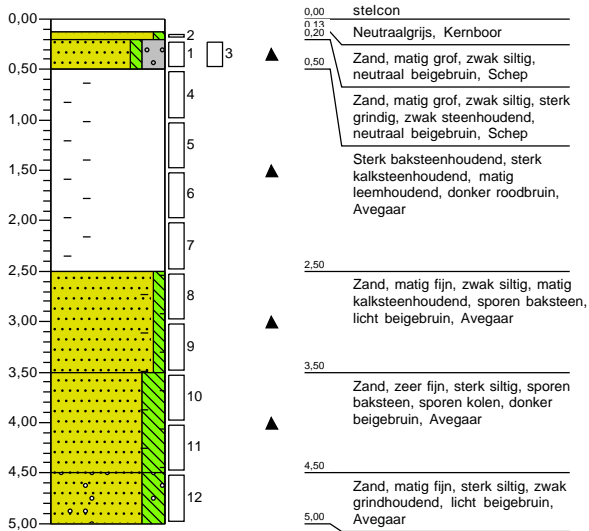 0,00
0,50
1,00
1,50
2,00
2,50
3,00
3,50
4,00
4,50
5,00
2
1
3
4
5
6
7
8
9
10
11
12
0,00
stelcon
0,13
Neutraalgrijs, Kernboor
0,20
Zand, matig grof, zwak siltig,
neutraal beigebruin, Schep
0,50
Zand, matig grof, zwak siltig, sterk
grindig, zwak steenhoudend,
neutraal beigebruin, Schep
Sterk baksteenhoudend, sterk
kalksteenhoudend, matig
leemhoudend, donker roodbruin,
Avegaar
2,50
Zand, matig fijn, zwak siltig, matig
kalksteenhoudend, sporen baksteen,
licht beigebruin, Avegaar
3,50
Zand, zeer fijn, sterk siltig, sporen
baksteen, sporen kolen, donker
beigebruin, Avegaar
4,50
Zand, matig fijn, sterk siltig, zwak
grindhoudend, licht beigebruin,
Avegaar
5,00